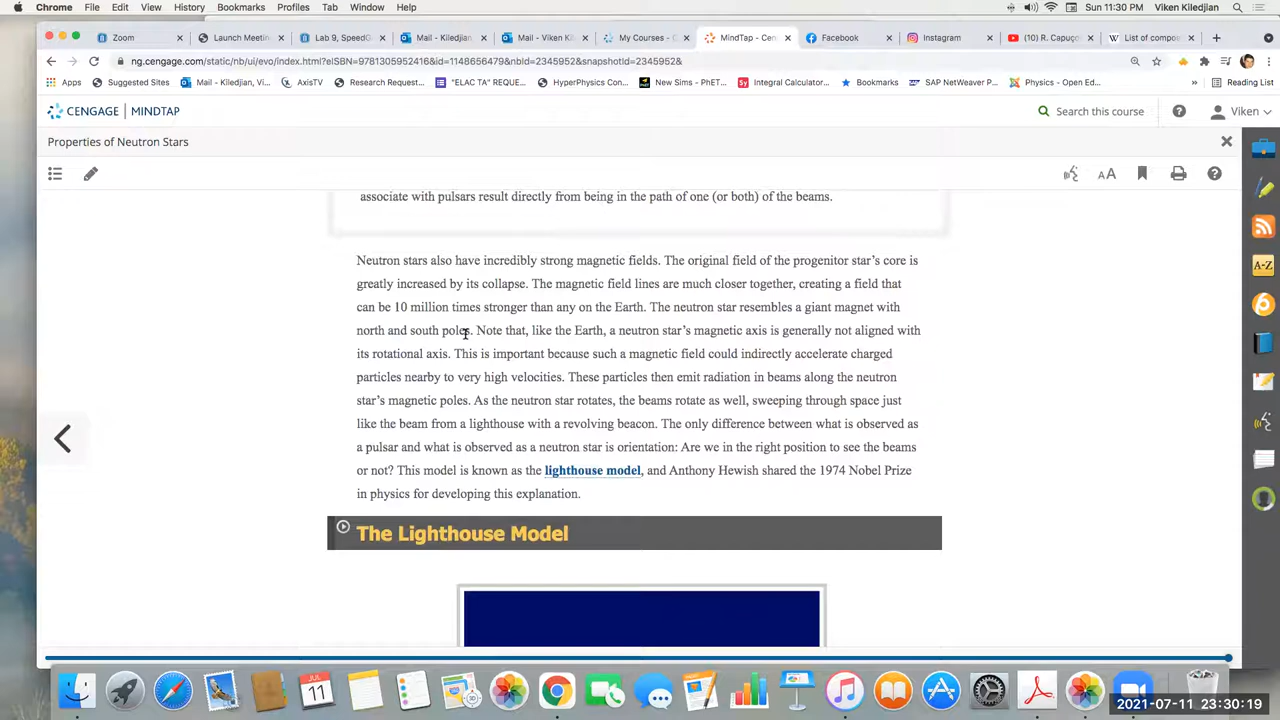 Chrome File Edit View History Bookmarks Profiles Tab Window Help Sun 11:30 PM Viken Kiledjian
Zoom Launch Meetin Lab 9, SpeedG Mail - Kiledjian, Mail - Viken Ki My Courses - C MindTap - Cen Facebook Instagram (10) R. Capuço List of compos
ng.cengage.com/static/nb/ui/evo/index.html?eISBN=9781305952416&id=1148656479&nbId=2345952&snapshotId=2345952&
Apps Suggested Sites Mail - Kiledjian, Vi... AxisTV Research Request... "ELAC TA" REQUE... HyperPhysics Con... New Sims - PhET... Integral Calculator... Bookmarks SAP NetWeaver P... Physics - Open Ed... » Reading List
CENGAGE | MINDTAP Search this course Viken
Properties of Neutron Stars
AA
associate with pulsars result directly from being in the path of one (or both) of the beams.
Neutron stars also have incredibly strong magnetic fields. The original field of the progenitor star's core is
greatly increased by its collapse. The magnetic field lines are much closer together, creating a field that
can be 10 million times stronger than any on the Earth. The neutron star resembles a giant magnet with
north and south poles. Note that, like the Earth, a neutron star's magnetic axis is generally not aligned with
its rotational axis. This is important because such a magnetic field could indirectly accelerate charged
particles nearby to very high velocities. These particles then emit radiation in beams along the neutron
star's magnetic poles. As the neutron star rotates, the beams rotate as well, sweeping through space just
like the beam from a lighthouse with a revolving beacon. The only difference between what is observed as
a pulsar and what is observed as a neutron star is orientation: Are we in the right position to see the beams
or not? This model is known as the lighthouse model, and Anthony Hewish shared the 1974 Nobel Prize
in physics for developing this explanation.
The Lighthouse Model
A-Z
JUL
11
2021-07-11 23:30:19